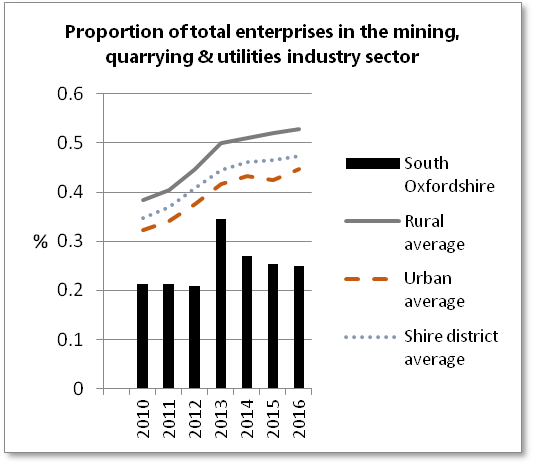 Proportion of total enterprises in the mining,
quarrying & utilities industry sector
0.6
0.5
0.4
0.3
0.2
0.1
0
%
2010
2011
2012
2013
2014
2015
2016
South
Oxfordshire
Rural
average
Urban
average
Shire district
average